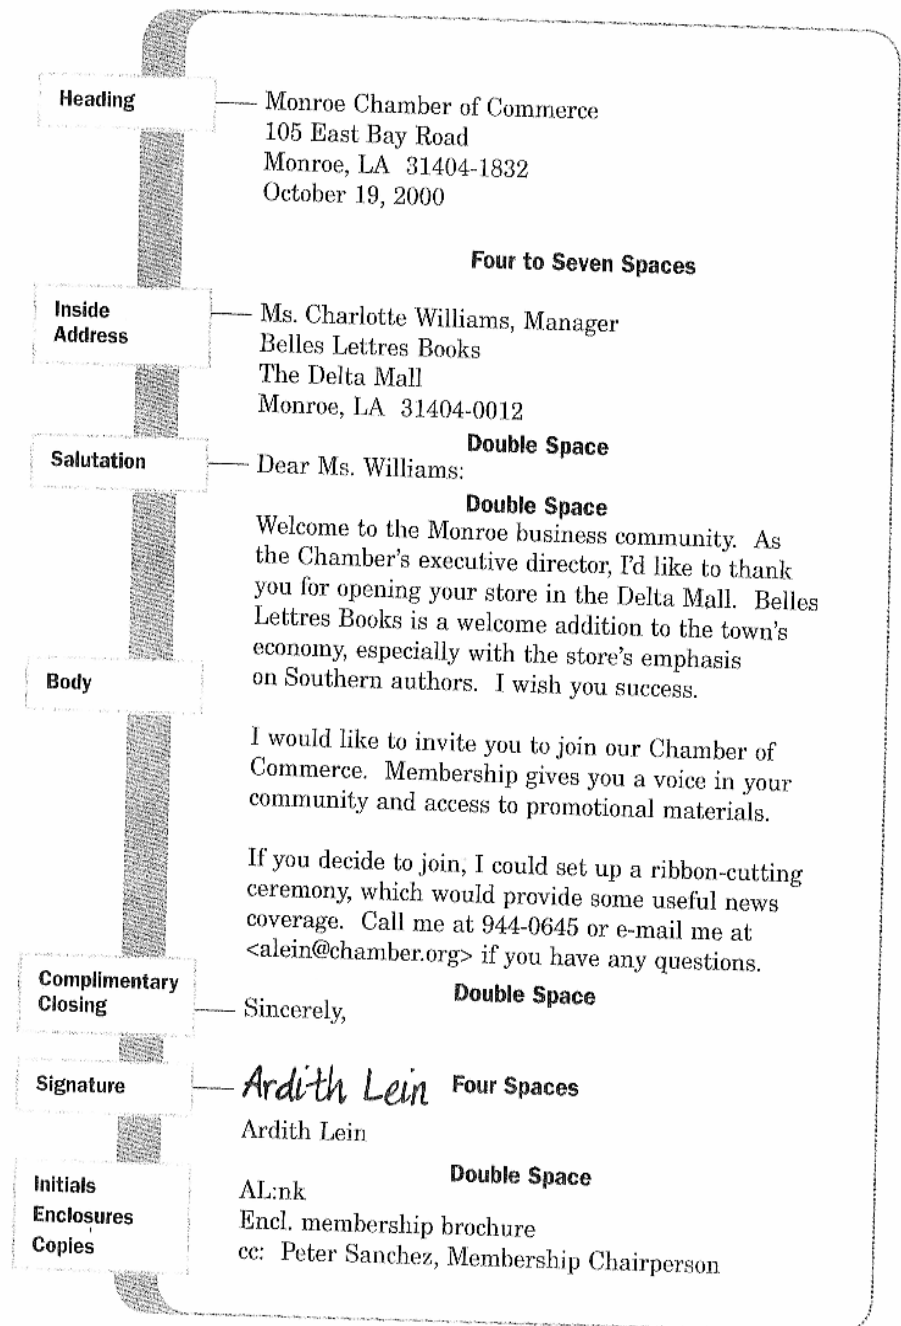 Heading
Monroe Chamber of Commerce
105 East Bay Road
Monroe, LA 31404-1832
October 19, 2000
Four to Seven Spaces
Inside
Address
Ms. Charlotte Williams, Manager
Belles Lettres Books
The Delta Mall
Monroe, LA 31404-0012
Double Space
Salutation
Dear Ms. Williams:
Double Space
Welcome to the Monroe business community. As
the Chamber's executive director, I'd like to thank
you for opening your store in the Delta Mall. Belles
Lettres Books is a welcome addition to the town's
economy, especially with the store's emphasis
on Southern authors. I wish you success.
Body
I would like to invite you to join our Chamber of
Commerce. Membership gives you a voice in your
community and access to promotional materials.
If you decide to join, I could set up a ribbon-cutting
ceremony, which would provide some useful news
coverage. Call me at 944-0645 or e-mail me at
<alein@chamber.org> if you have any questions.
Double Space
Complimentary
Closing
Sincerely,
Signature
Ardith Lein
Four Spaces
Ardith Lein
Double Space
Initials
Enclosures
Copies
AL:nk
Encl. membership brochure
cc: Peter Sanchez, Membership Chairperson